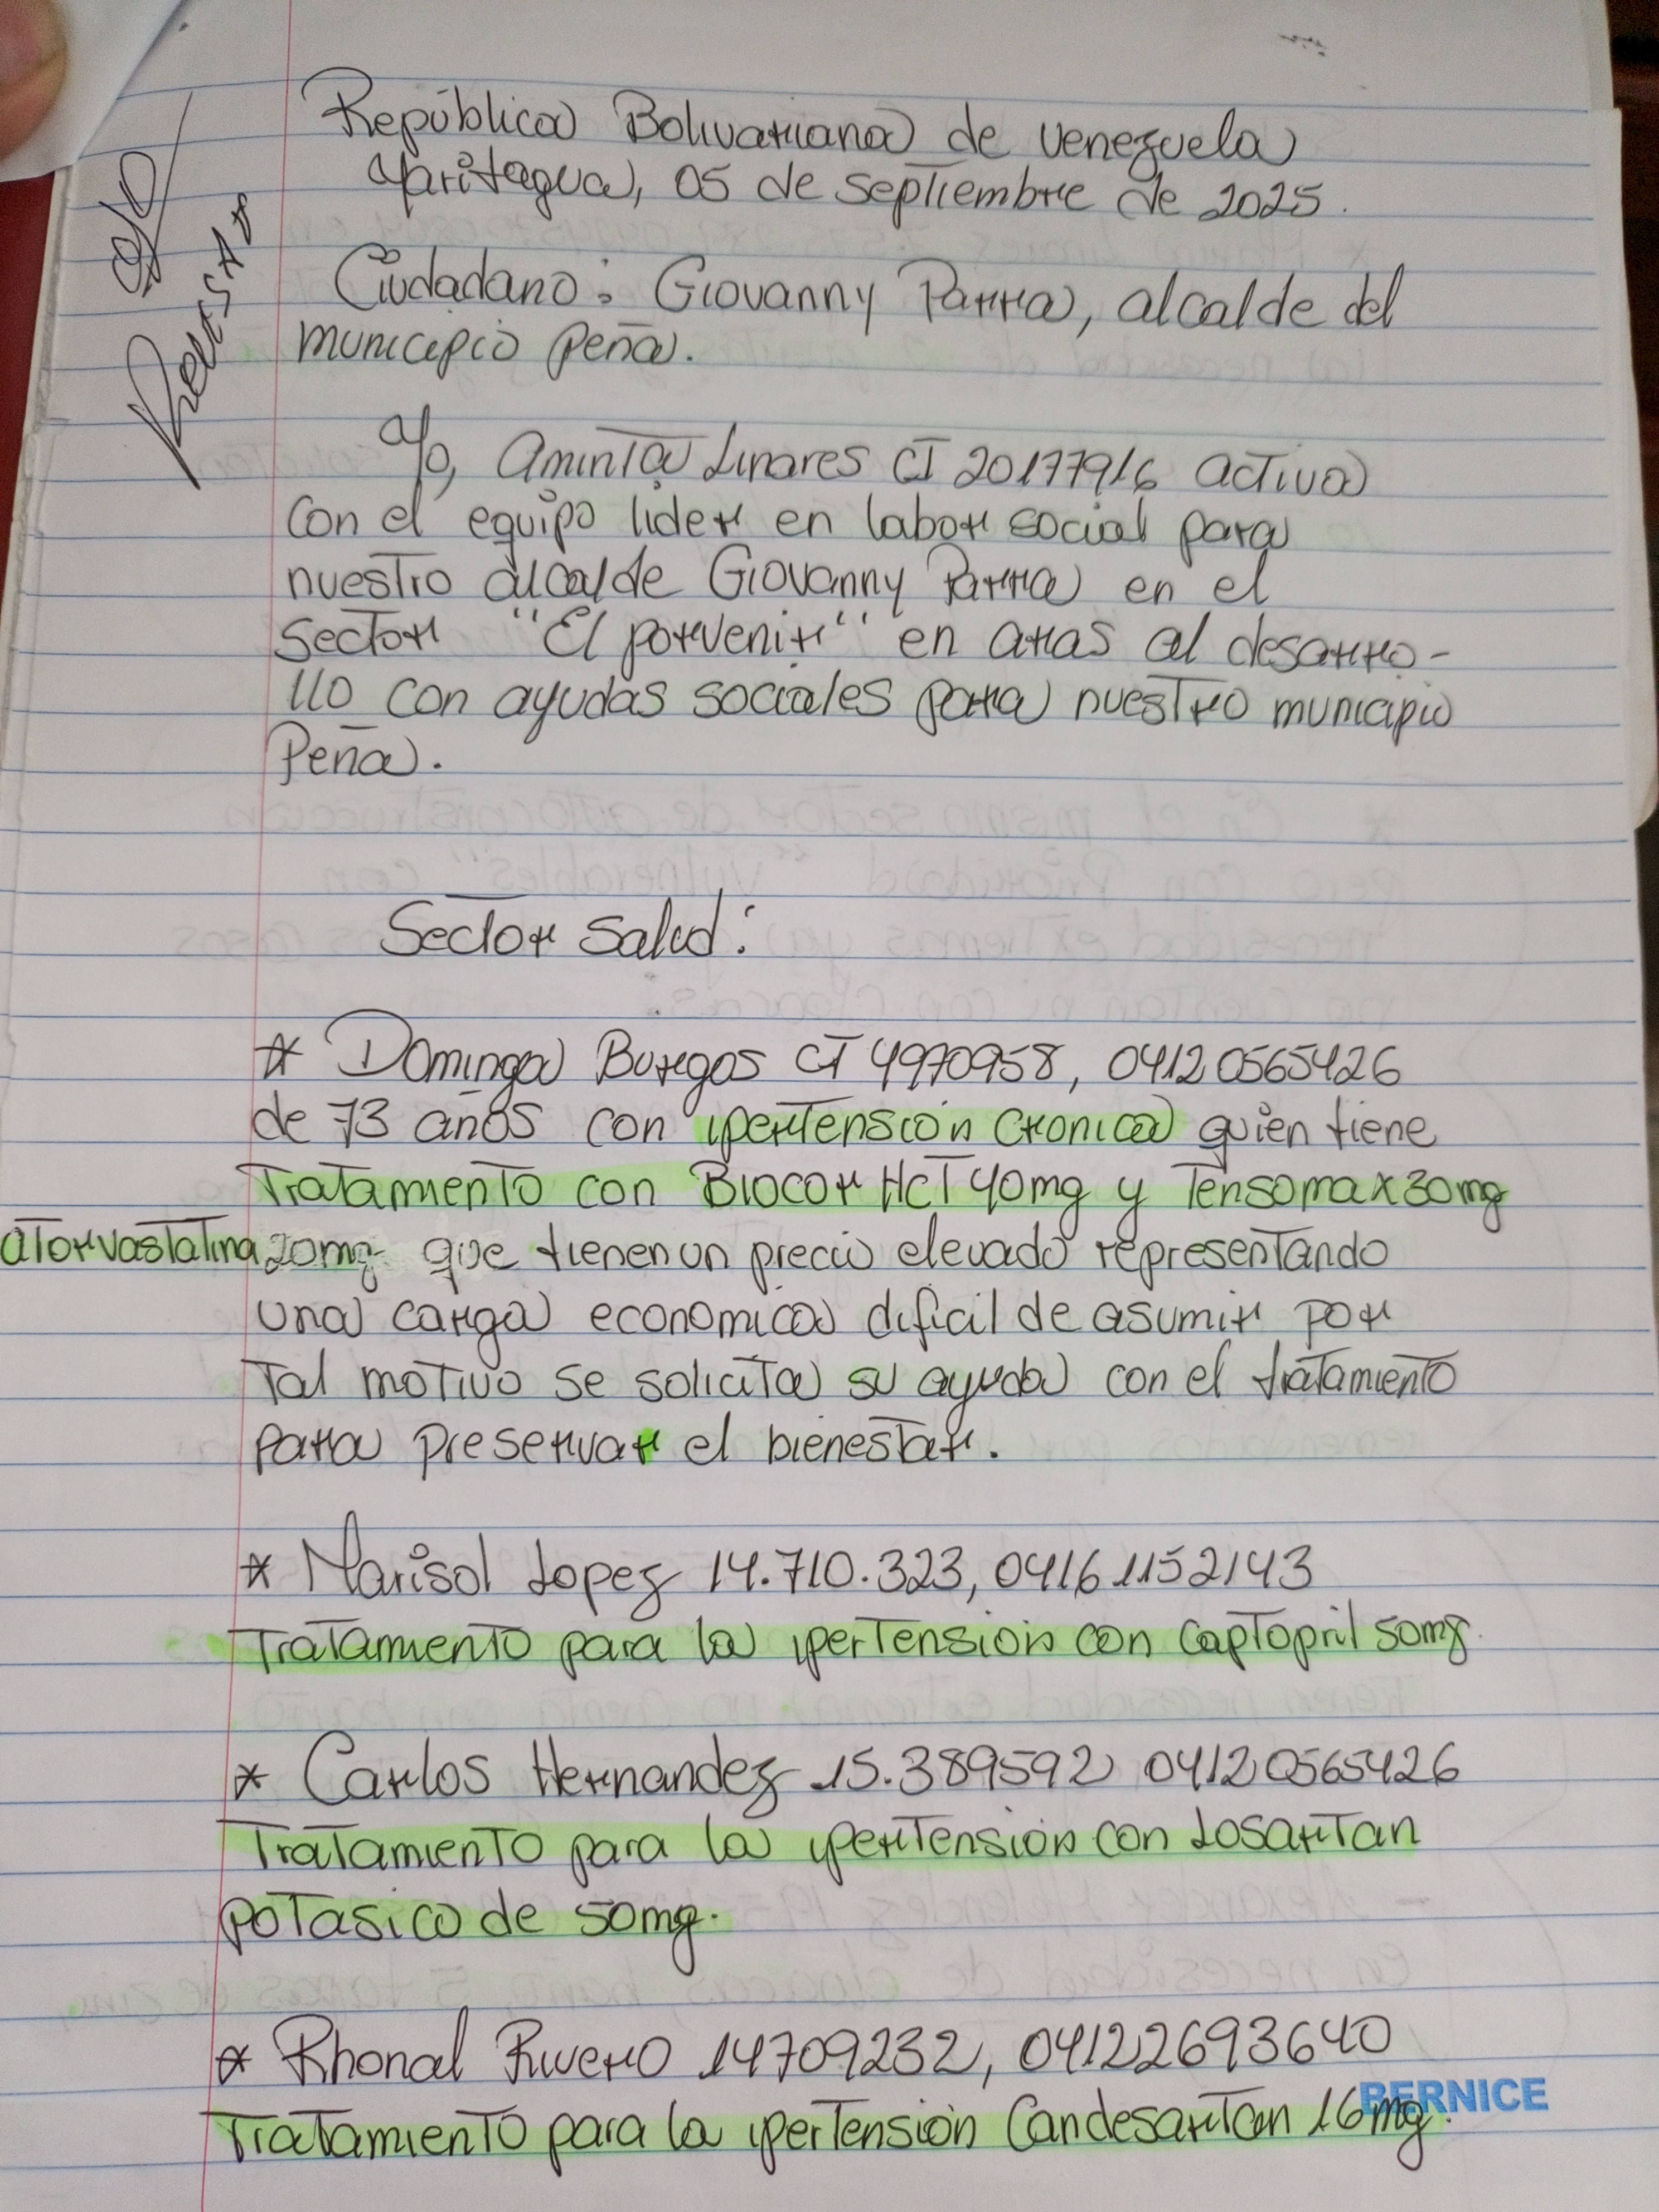 República Bolivariana de Venezuela
Yaritagua, 05 de Septiembre de 2025.
Ciudadano: Giovanny Parra, alcalde del
municipio Peña.
Yo, Aminta Linares CI 20177916 activa
con el equipo lider en labor social para
nuestro alcalde Giovanny Parra en el
Sector "El porvenir" en aras al desarro-
llo con ayudas sociales para nuestro municipio
Peña.
Sector Salud:
* Dominga Burgos CI 4970958, 04120565426
de 73 años con ipertensión cronica quien tiene
Tratamiento con Biocor HCT 40mg y Tensomax 30mg
atorvastatina 20mg que tienen un precio elevado representando
una carga economica dificil de asumir por
tal motivo se solicita su ayuda con el tratamiento
para preservar el bienestar.
* Marisol Lopez 14.710.323, 04161152143
Tratamiento para la ipertensión con Captopril 50mg.
* Carlos Hernandez 15.389592 04120565426
Tratamiento para la ipertensión con Losartan
potasico de 50mg.
* Rhonal Rivero 14709232, 04122693640
Tratamiento para la ipertensión Candesartan 16mg.
BERNICE